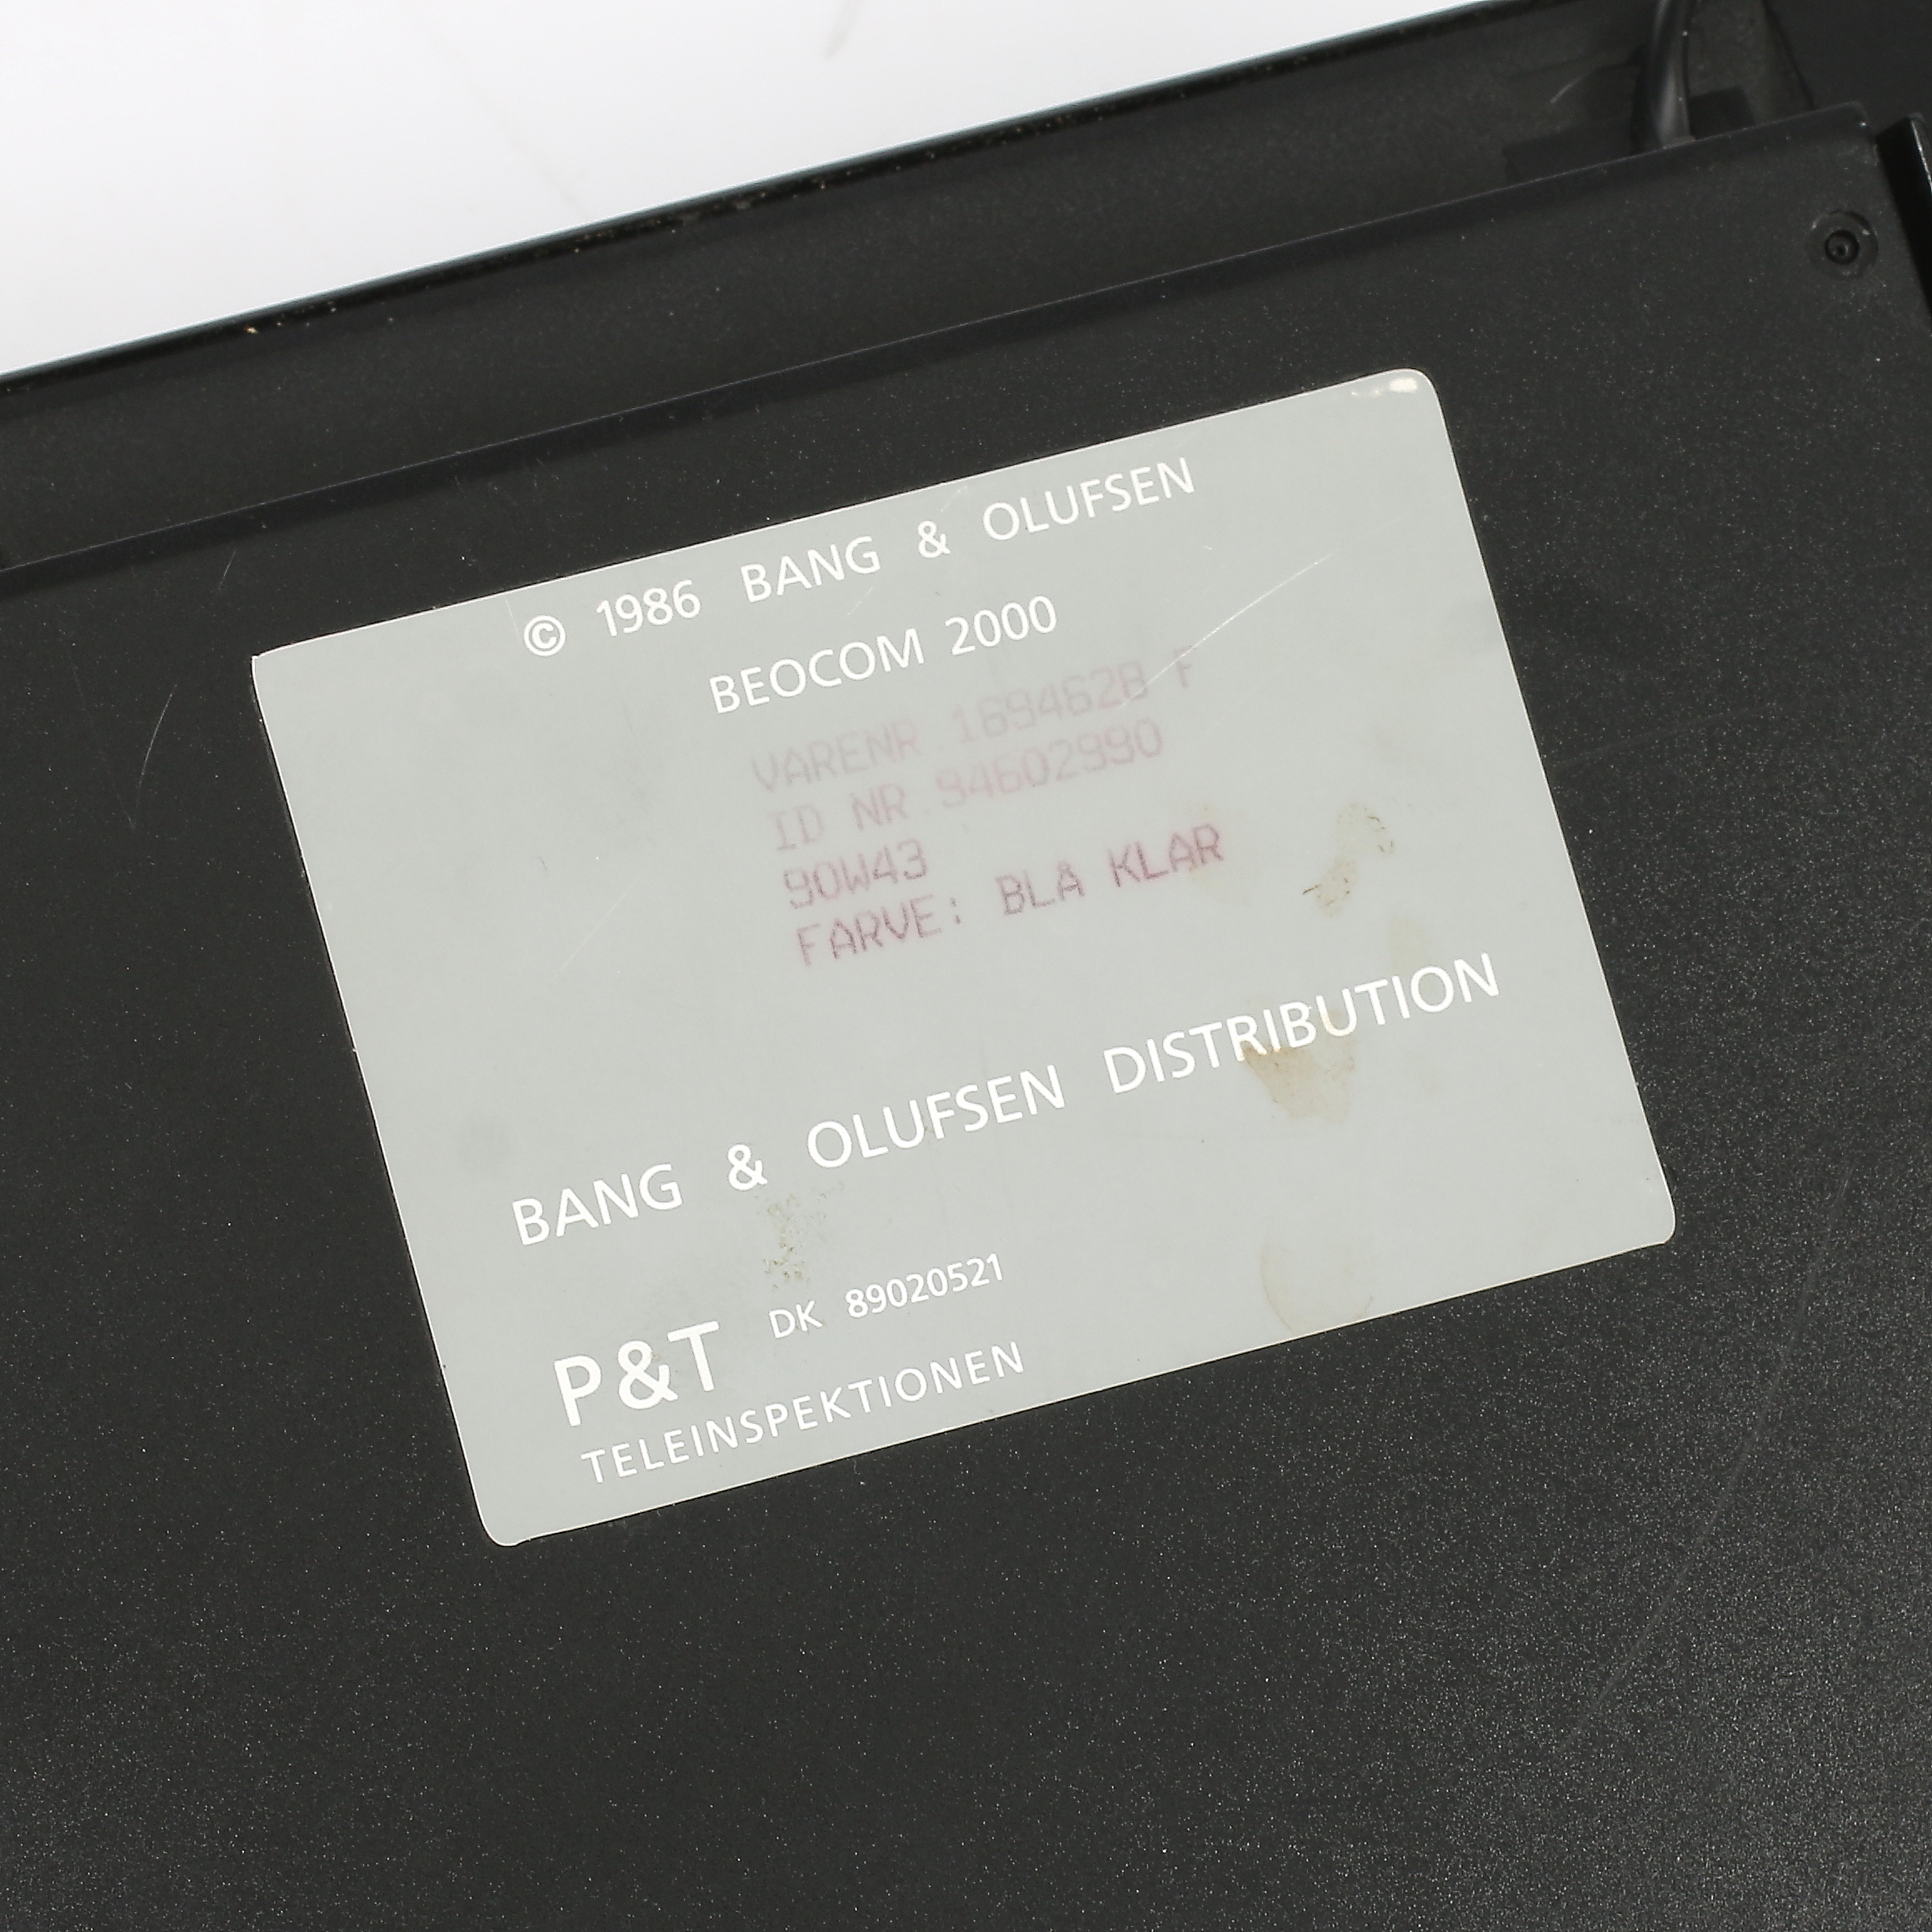 © 1986 BANG & OLUFSEN
BEOCOM 2000
VARENR.1694628 F
ID NR.94602990
90W43
FARVE: BLÅ KLAR
BANG & OLUFSEN DISTRIBUTION
P&T DK 89020521
TELEINSPEKTIONEN